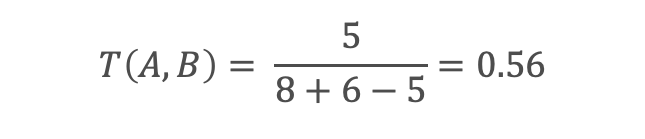 T(A, B) = 5 / (8 + 6 − 5) = 0.56